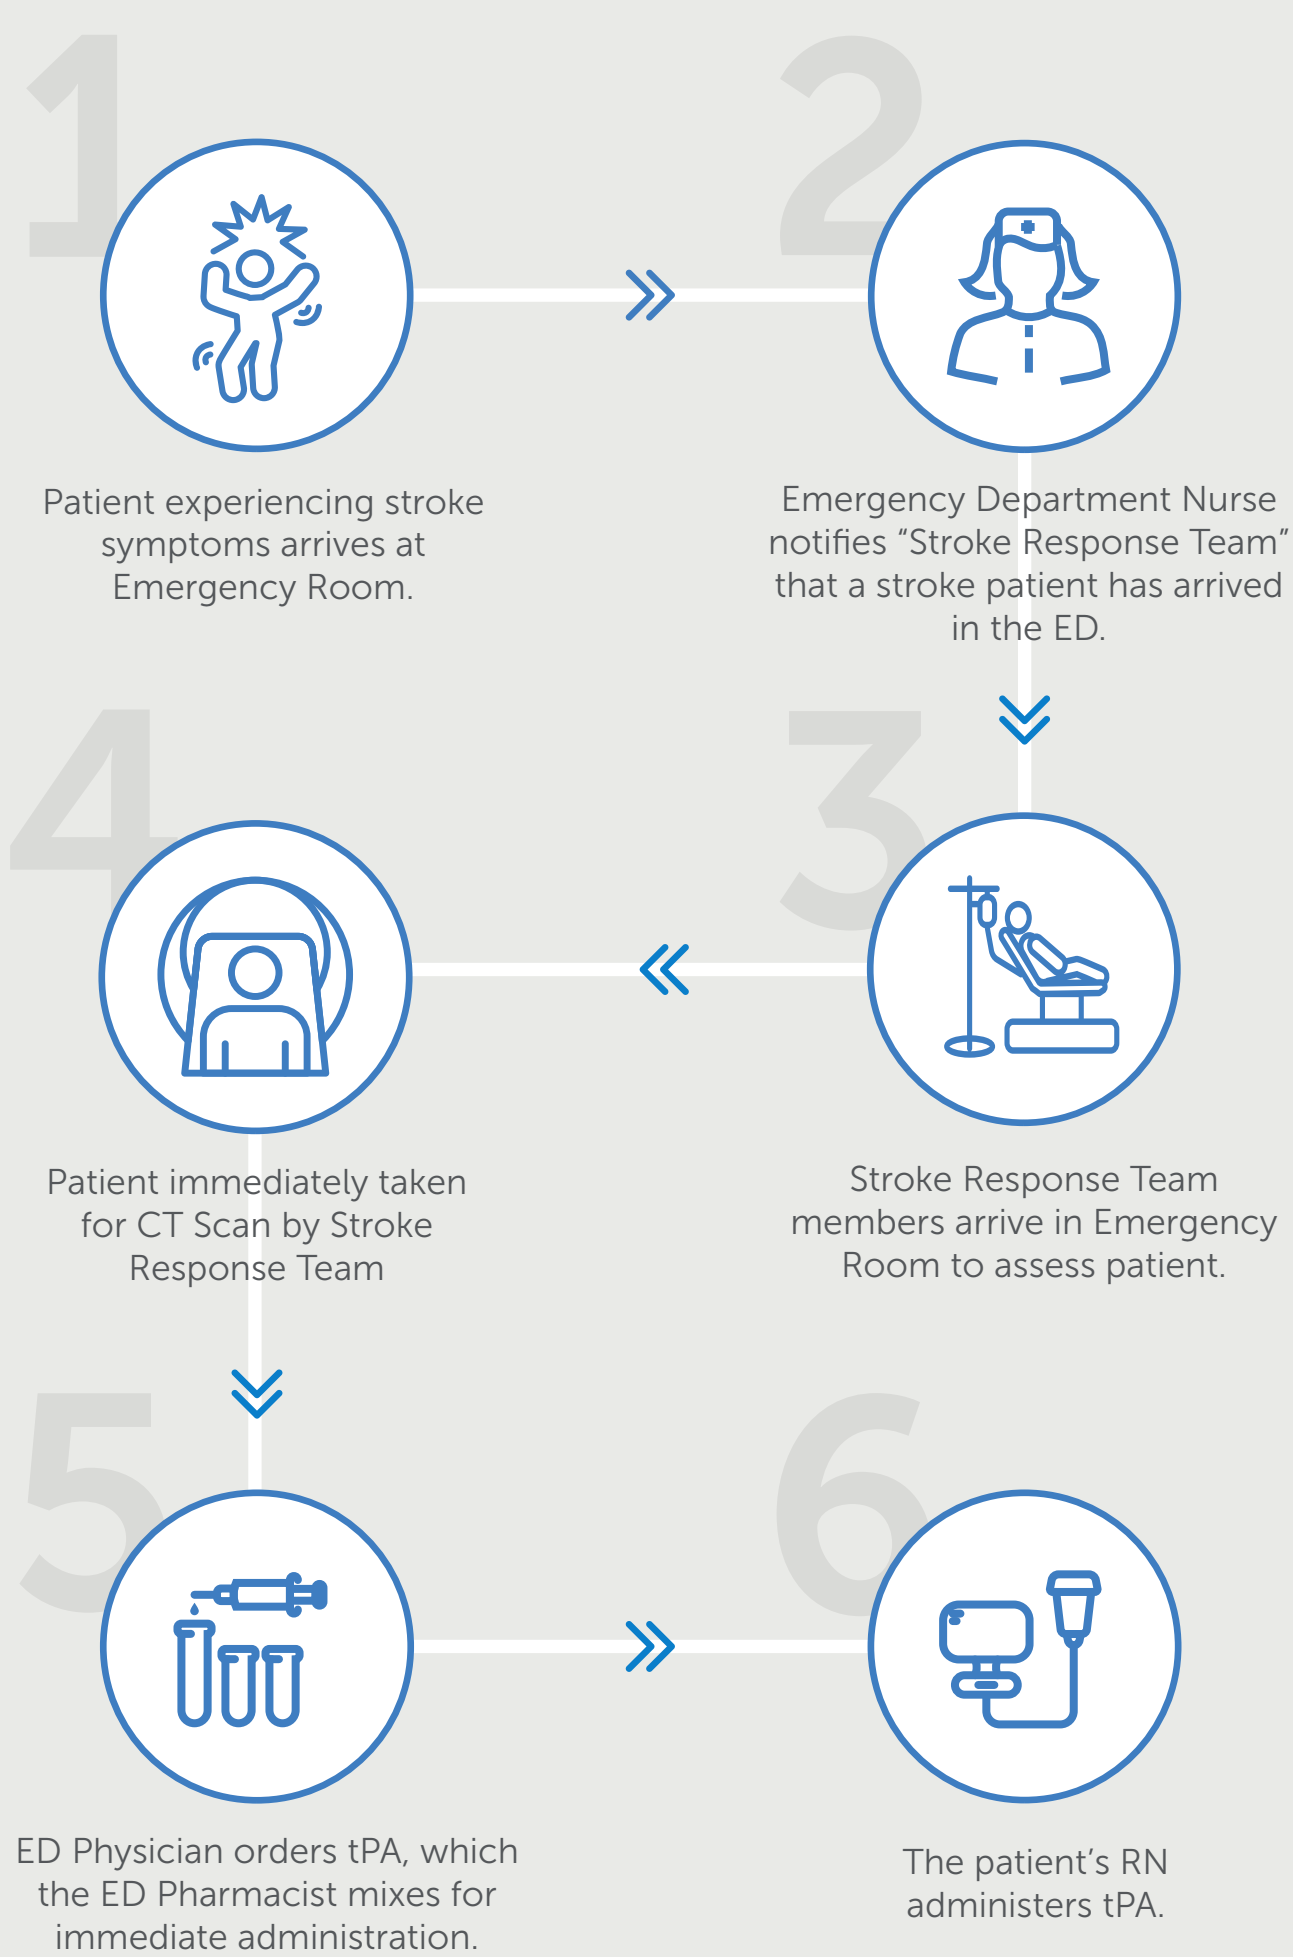 1
Patient experiencing stroke
symptoms arrives at
Emergency Room.
2
Emergency Department Nurse
notifies “Stroke Response Team”
that a stroke patient has arrived
in the ED.
3
Stroke Response Team
members arrive in Emergency
Room to assess patient.
4
Patient immediately taken
for CT Scan by Stroke
Response Team
5
ED Physician orders tPA, which
the ED Pharmacist mixes for
immediate administration.
6
The patient’s RN
administers tPA.